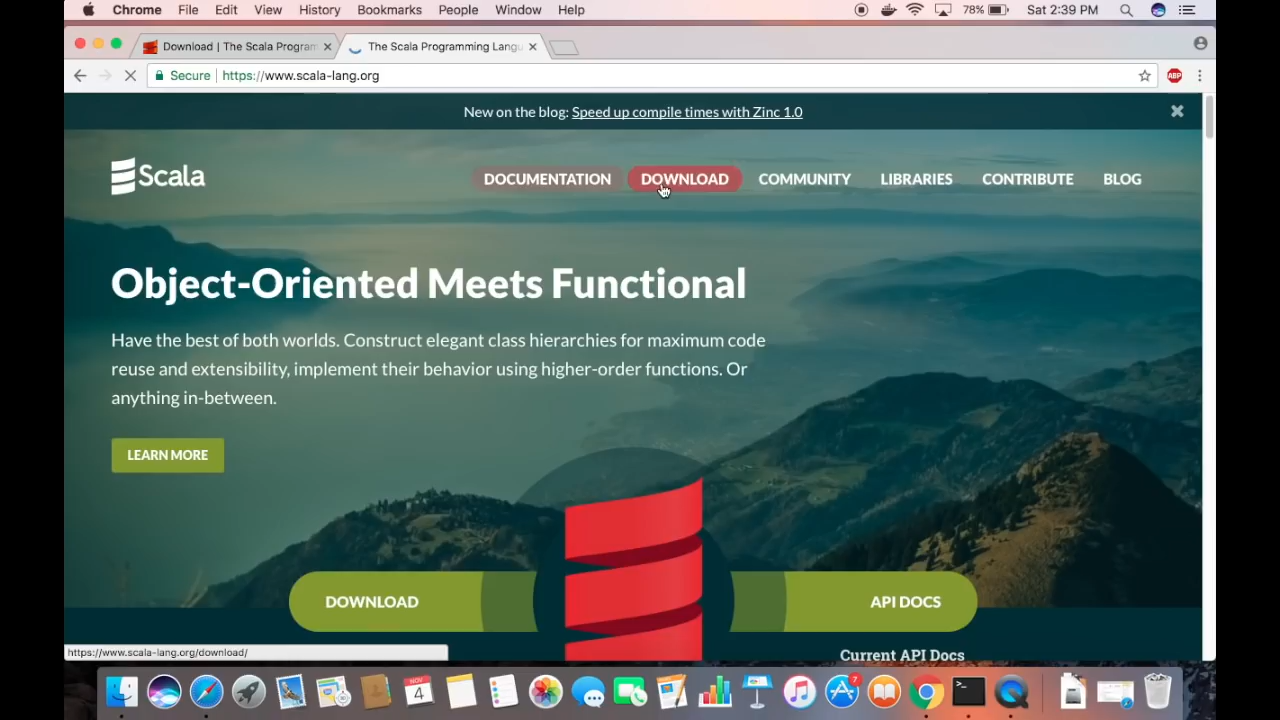 Chrome File Edit View History Bookmarks People Window Help 78% Sat 2:39 PM
Download | The Scala Program The Scala Programming Langu
Secure https://www.scala-lang.org ABP
New on the blog: Speed up compile times with Zinc 1.0
Scala DOCUMENTATION DOWNLOAD COMMUNITY LIBRARIES CONTRIBUTE BLOG
Object-Oriented Meets Functional
Have the best of both worlds. Construct elegant class hierarchies for maximum code
reuse and extensibility, implement their behavior using higher-order functions. Or
anything in-between.
LEARN MORE
DOWNLOAD API DOCS
https://www.scala-lang.org/download/ Current API Docs
NOV
4 7